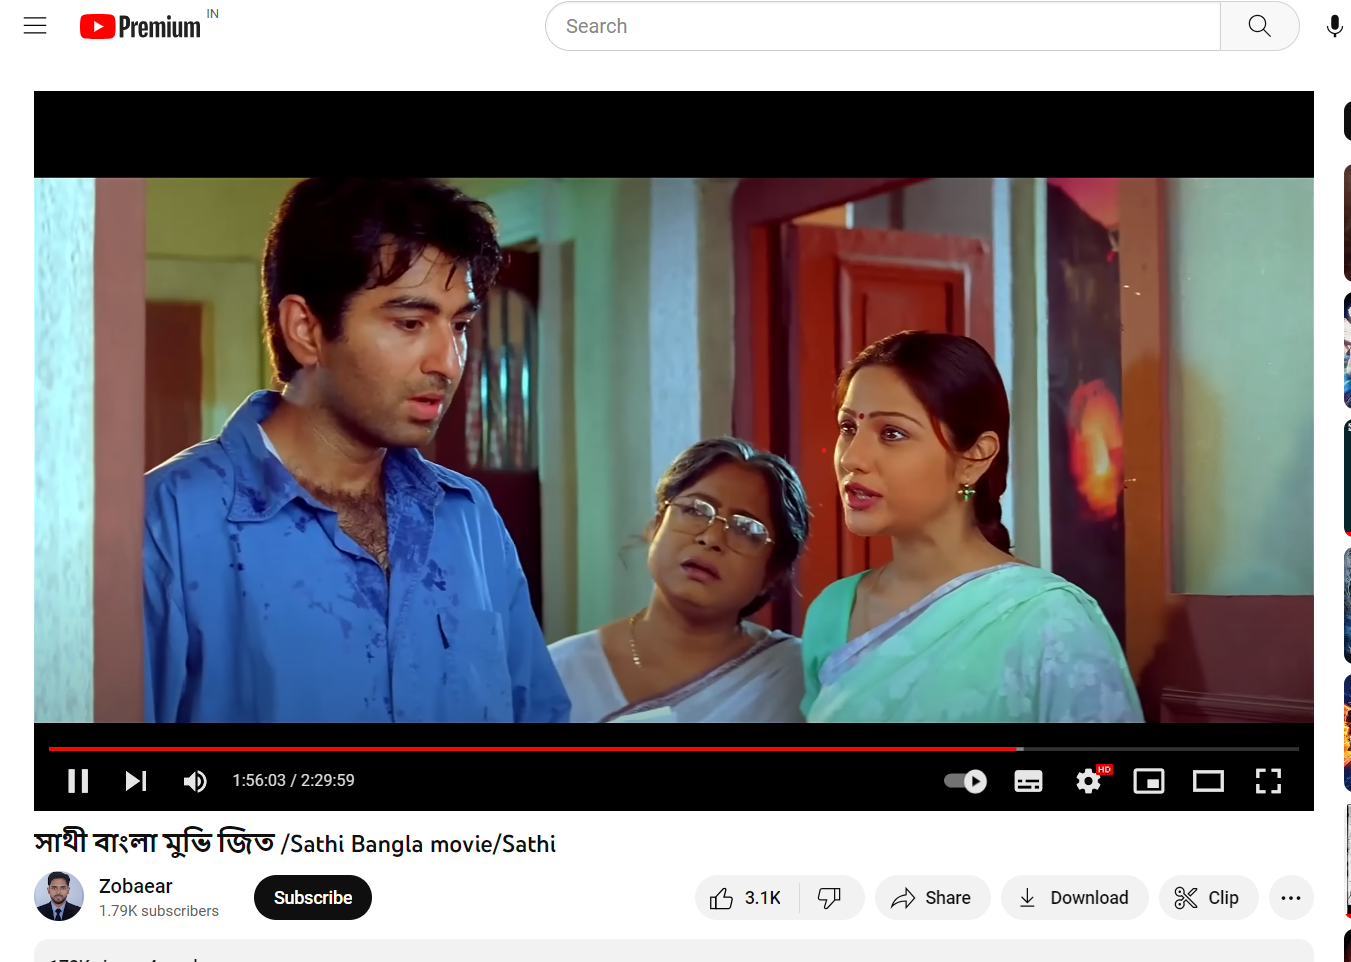 Premium IN
Search
HD
1:56:03 / 2:29:59
সাথী বাংলা মুভি জিত /Sathi Bangla movie/Sathi
Zobaear
1.79K subscribers
Subscribe
3.1K
Share
Download
Clip